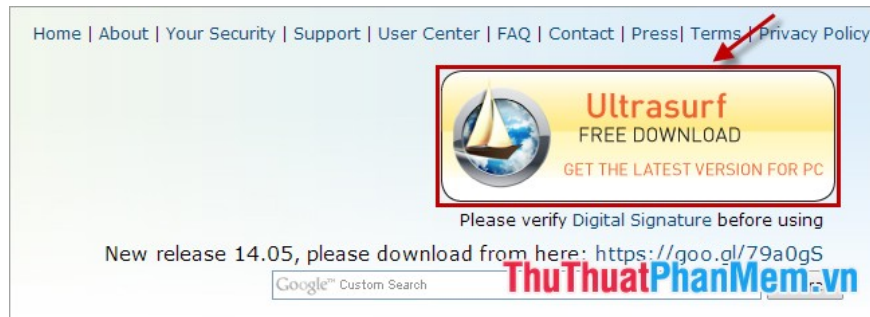 Home | About | Your Security | Support | User Center | FAQ | Contact | Press| Terms | Privacy Policy
Ultrasurf
FREE DOWNLOAD
GET THE LATEST VERSION FOR PC
Please verify Digital Signature before using
New release 14.05, please download from here: https://goo.gl/79a0gS
Google™ Custom Search
ThuThuatPhanMem.vn